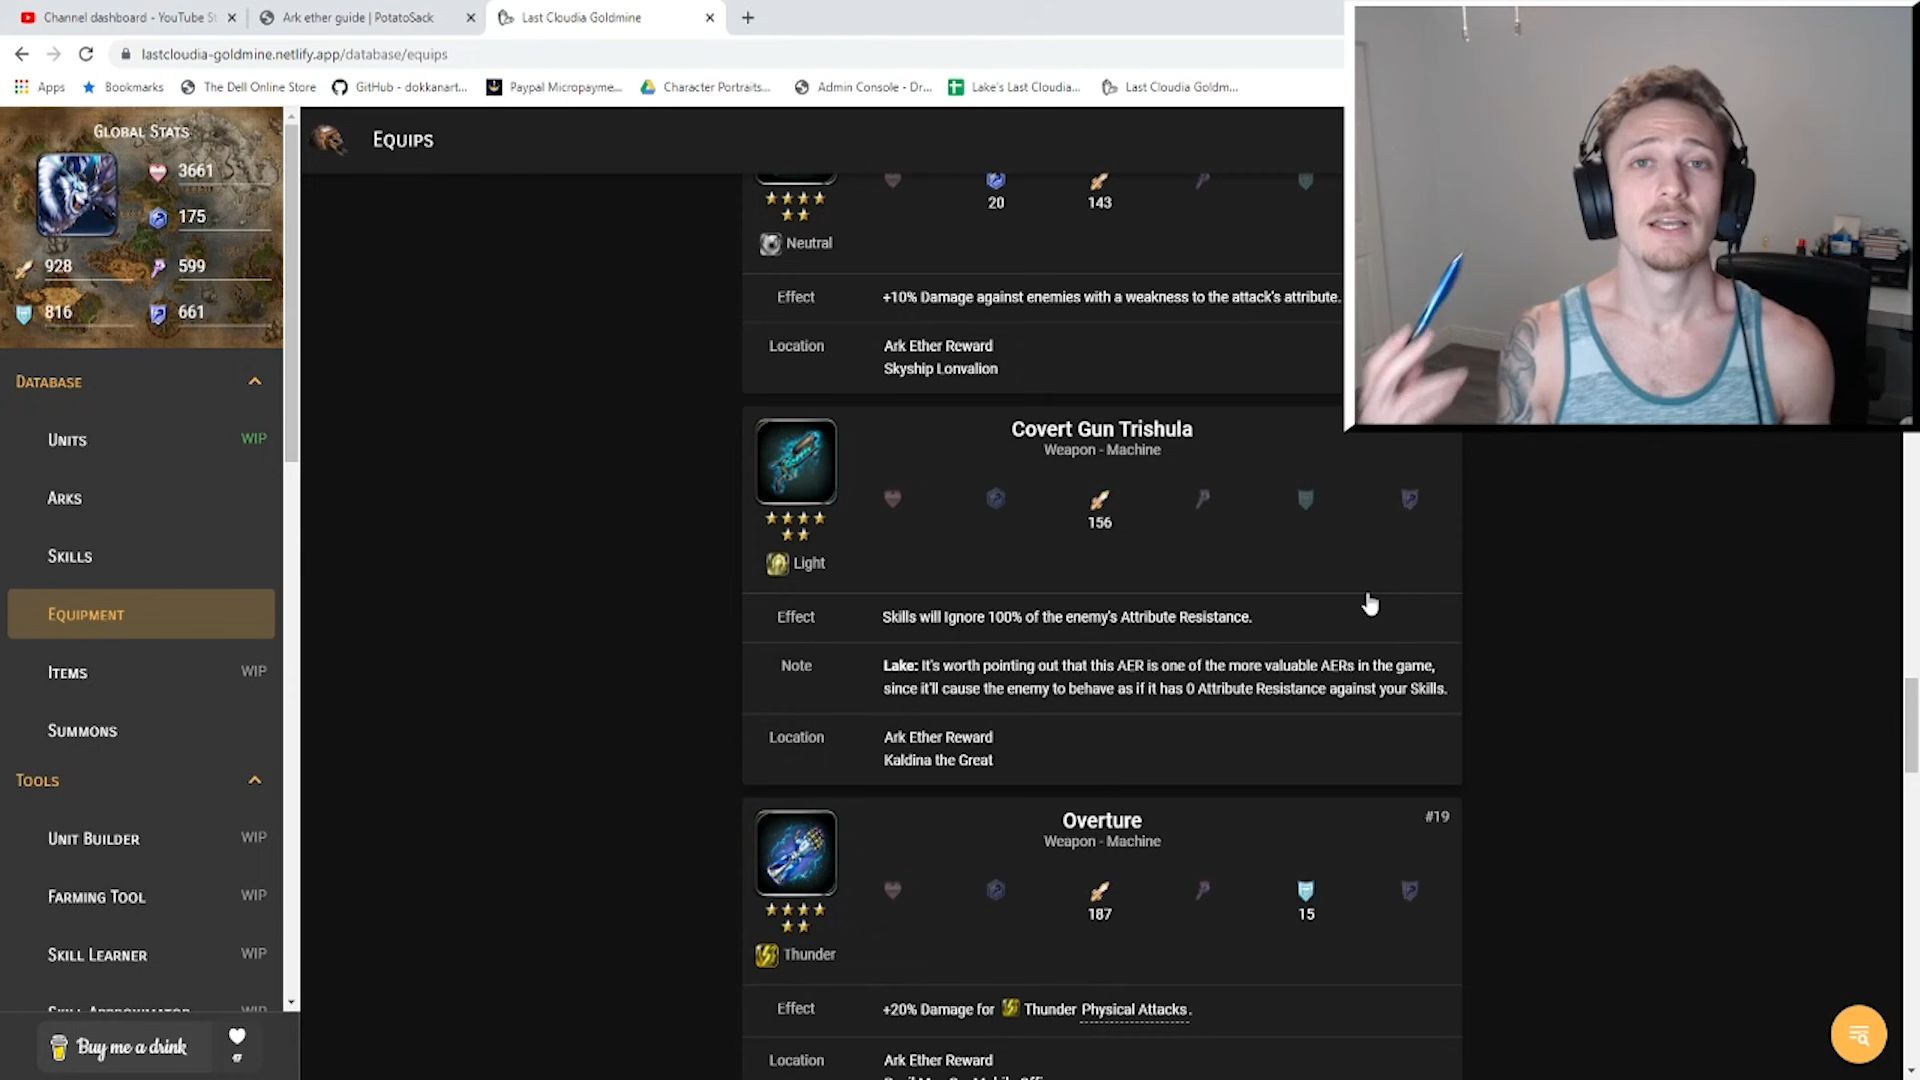 Channel dashboard - YouTube St
Ark ether guide | PotatoSack
Last Cloudia Goldmine
lastcloudia-goldmine.netlify.app/database/equips
Apps
Bookmarks
The Dell Online Store
GitHub - dokkanart...
Paypal Micropayme...
Character Portraits...
Admin Console - Dr...
Lake's Last Cloudia...
Last Cloudia Goldm...
GLOBAL STATS
3661
175
928
599
816
661
DATABASE
UNITS WIP
ARKS
SKILLS
EQUIPMENT
ITEMS WIP
SUMMONS
TOOLS
UNIT BUILDER WIP
FARMING TOOL WIP
SKILL LEARNER WIP
SKILL APPROXIMATOR WIP
Buy me a drink
EQUIPS
20
143
Neutral
Effect
+10% Damage against enemies with a weakness to the attack's attribute.
Location
Ark Ether Reward
Skyship Lonvalion
Covert Gun Trishula
Weapon - Machine
156
Light
Effect
Skills will Ignore 100% of the enemy's Attribute Resistance.
Note
Lake: It's worth pointing out that this AER is one of the more valuable AERs in the game,
since it'll cause the enemy to behave as if it has 0 Attribute Resistance against your Skills.
Location
Ark Ether Reward
Kaldina the Great
Overture
#19
Weapon - Machine
187
15
Thunder
Effect
+20% Damage for Thunder Physical Attacks.
Location
Ark Ether Reward